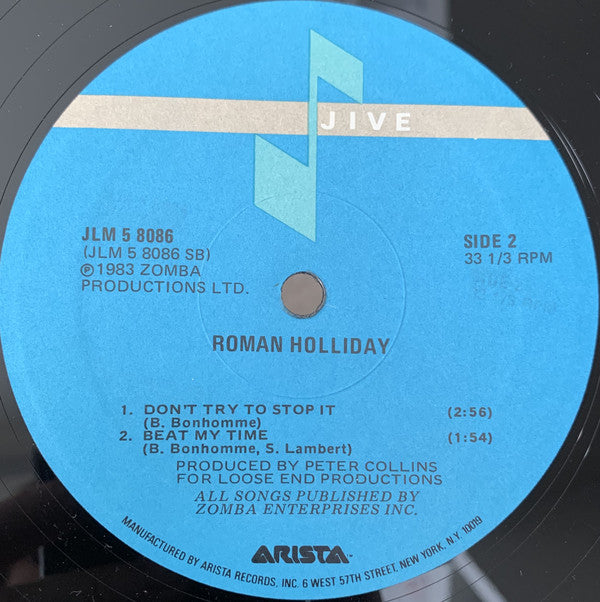 JIVE
JLM 5 8086
(JLM 5 8086 SB)
℗1983 ZOMBA
PRODUCTIONS LTD.
SIDE 2
33 1/3 RPM
ROMAN HOLLIDAY
1. DON'T TRY TO STOP IT (2:56)
(B. Bonhomme)
2. BEAT MY TIME (1:54)
(B. Bonhomme, S. Lambert)
PRODUCED BY PETER COLLINS
FOR LOOSE END PRODUCTIONS
ALL SONGS PUBLISHED BY
ZOMBA ENTERPRISES INC.
ARISTA™
MANUFACTURED BY ARISTA RECORDS, INC. 6 WEST 57TH STREET, NEW YORK, N.Y. 10019